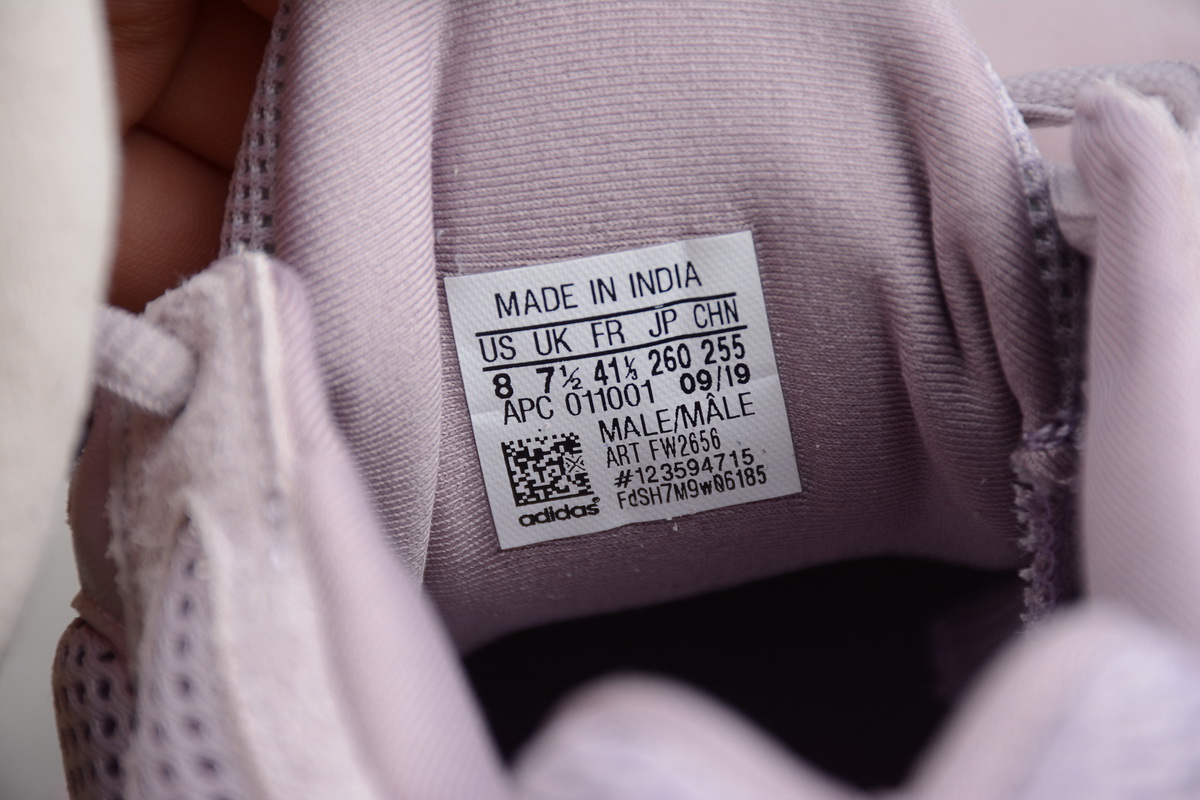 MADE IN INDIA
US UK FR JP CHN
8 7½ 41⅓ 260 255
APC 011001 09/19
MALE/MÂLE
ART FW2656
#123594715
FdSH7M9w06185
adidas®